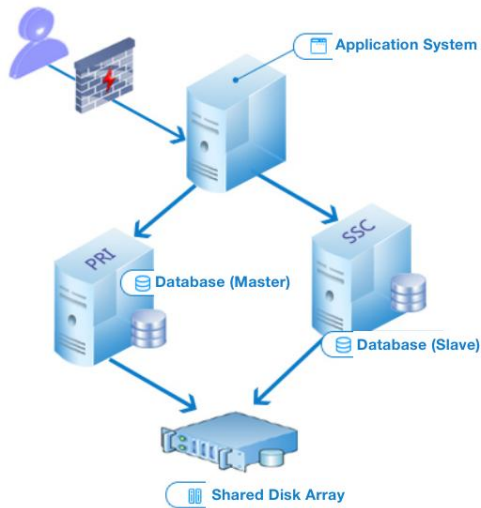 Application System
PRI
SSC
Database (Master)
Database (Slave)
Shared Disk Array